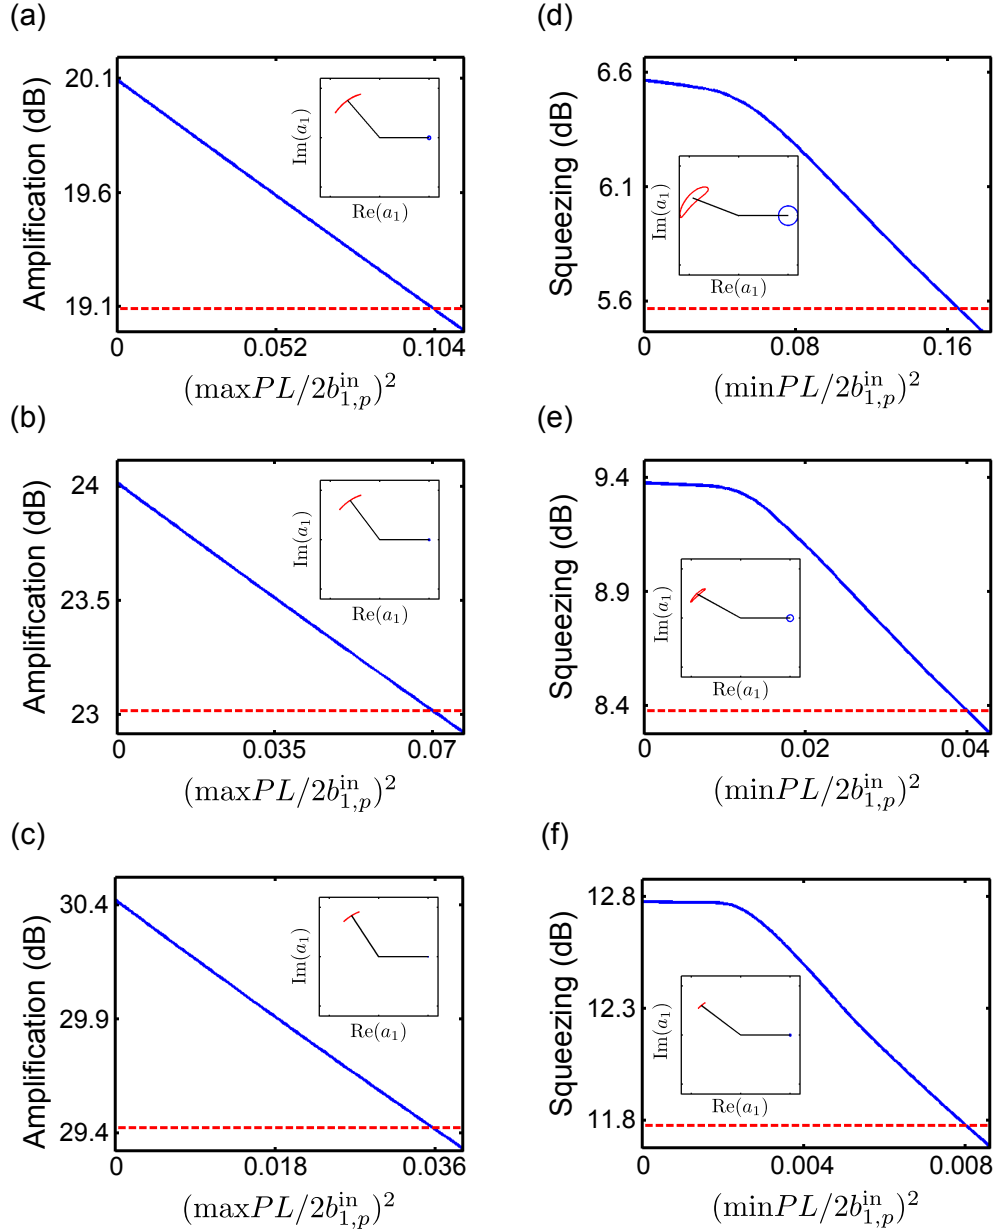 (a)
Amplification (dB)
20.1
19.6
19.1
0
0.052
0.104
(max𝑃𝐿/2𝑏₁,ₚⁱⁿ)²
Im(a₁)
Re(a₁)
(b)
Amplification (dB)
24
23.5
23
0
0.035
0.07
(max𝑃𝐿/2𝑏₁,ₚⁱⁿ)²
Im(a₁)
Re(a₁)
(c)
Amplification (dB)
30.4
29.9
29.4
0
0.018
0.036
(max𝑃𝐿/2𝑏₁,ₚⁱⁿ)²
Im(a₁)
Re(a₁)
(d)
Squeezing (dB)
6.6
6.1
5.6
0
0.08
0.16
(min𝑃𝐿/2𝑏₁,ₚⁱⁿ)²
Im(a₁)
Re(a₁)
(e)
Squeezing (dB)
9.4
8.9
8.4
0
0.02
0.04
(min𝑃𝐿/2𝑏₁,ₚⁱⁿ)²
Im(a₁)
Re(a₁)
(f)
Squeezing (dB)
12.8
12.3
11.8
0
0.004
0.008
(min𝑃𝐿/2𝑏₁,ₚⁱⁿ)²
Im(a₁)
Re(a₁)